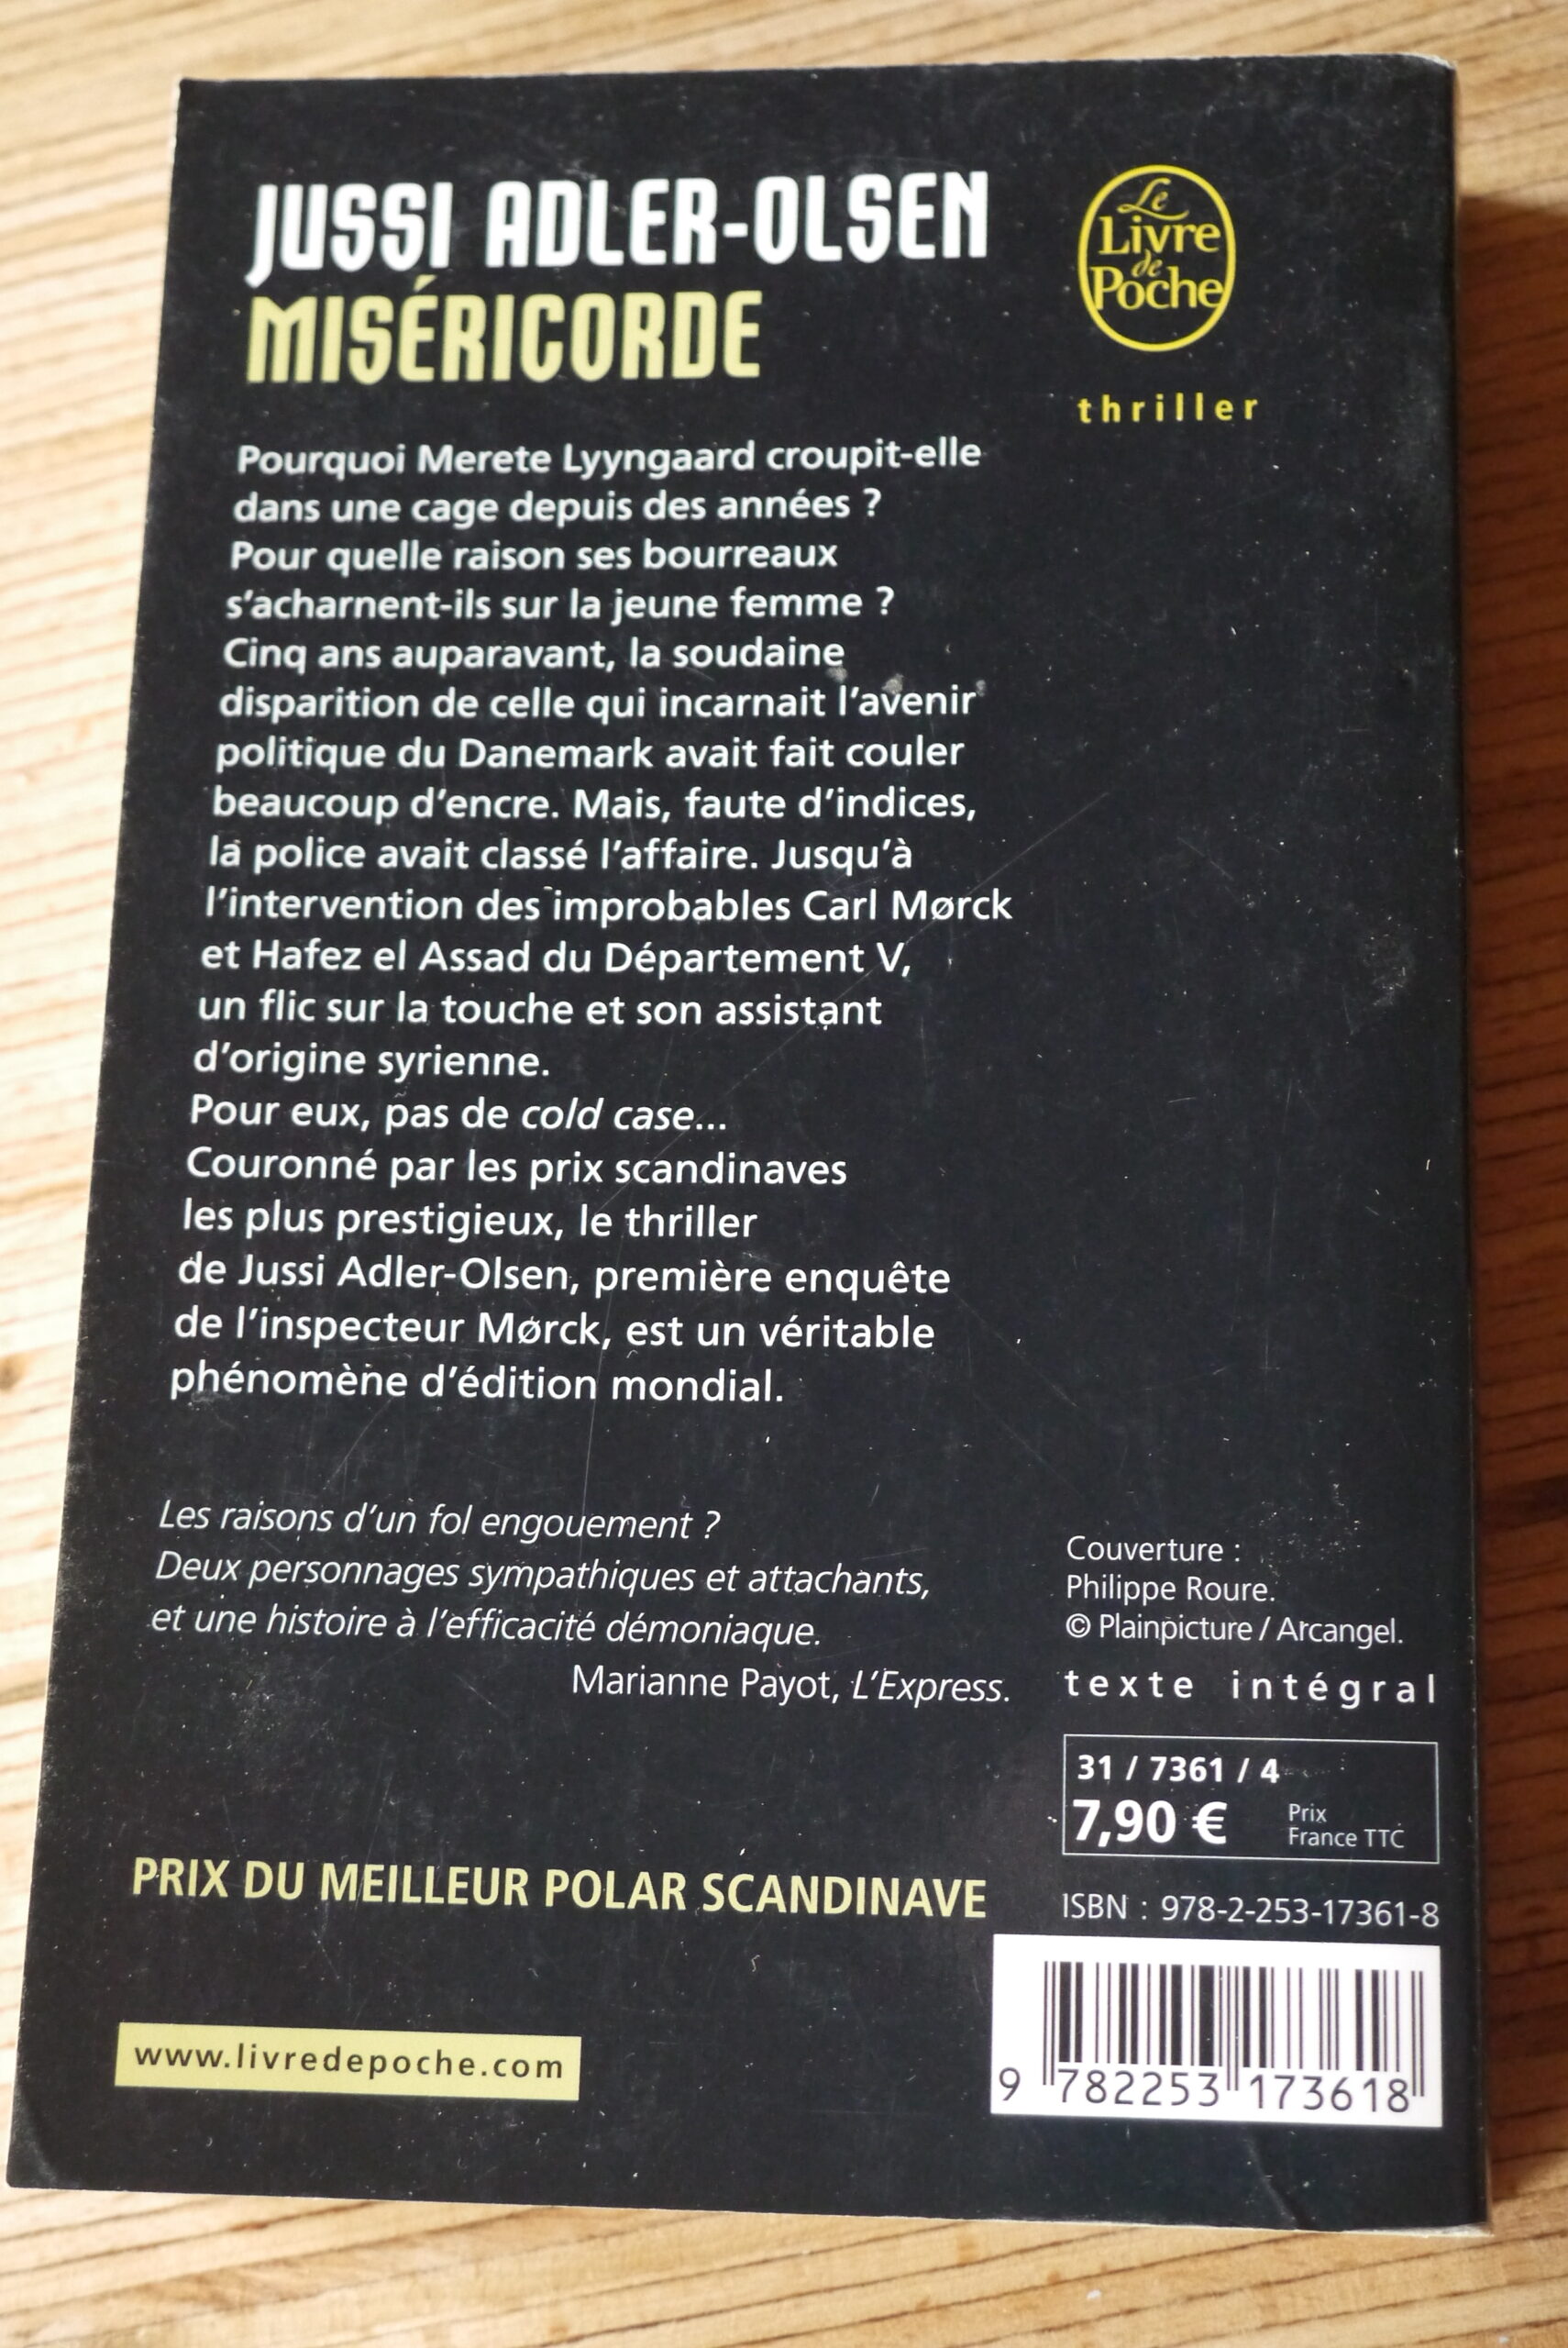 JUSSI ADLER-OLSEN
MISÉRICORDE
Le
Livre
de
Poche
thriller
Pourquoi Merete Lyyngaard croupit-elle
dans une cage depuis des années ?
Pour quelle raison ses bourreaux
s'acharnent-ils sur la jeune femme ?
Cinq ans auparavant, la soudaine
disparition de celle qui incarnait l'avenir
politique du Danemark avait fait couler
beaucoup d'encre. Mais, faute d'indices,
la police avait classé l'affaire. Jusqu'à
l'intervention des improbables Carl Mørck
et Hafez el Assad du Département V,
un flic sur la touche et son assistant
d'origine syrienne.
Pour eux, pas de cold case...
Couronné par les prix scandinaves
les plus prestigieux, le thriller
de Jussi Adler-Olsen, première enquête
de l'inspecteur Mørck, est un véritable
phénomène d'édition mondial.
Les raisons d'un fol engouement ?
Deux personnages sympathiques et attachants,
et une histoire à l'efficacité démoniaque.
Marianne Payot, L'Express.
Couverture :
Philippe Roure.
© Plainpicture / Arcangel.
texte intégral
31 / 7361 / 4
7,90 €
Prix
France TTC
PRIX DU MEILLEUR POLAR SCANDINAVE
ISBN : 978-2-253-17361-8
www.livredepoche.com
9 782253 173618